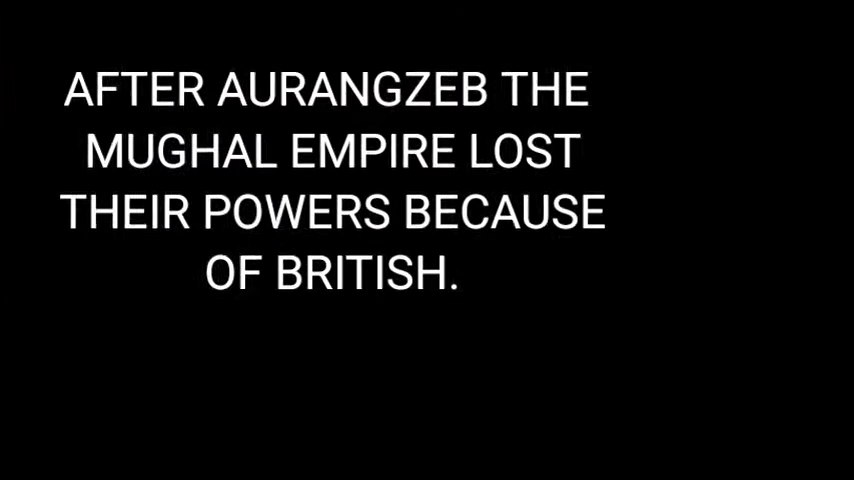 AFTER AURANGZEB THE
MUGHAL EMPIRE LOST
THEIR POWERS BECAUSE
OF BRITISH.